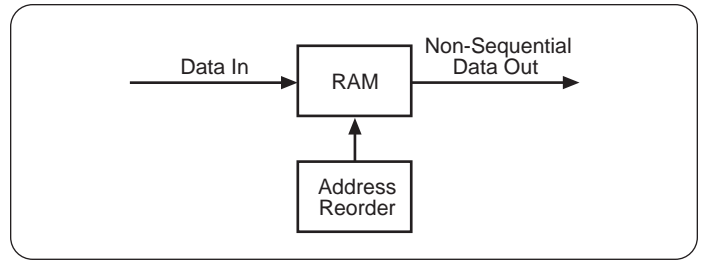 Data In
RAM
Non-Sequential
Data Out
Address
Reorder